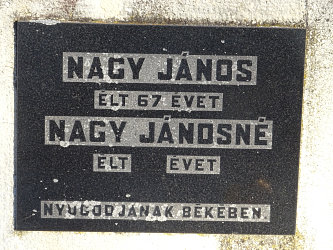 NAGY JÁNOS
ÉLT 67 ÉVET
NAGY JÁNOSNÉ
ÉLT ÉVET
NYUGODJANAK BÉKÉBEN.